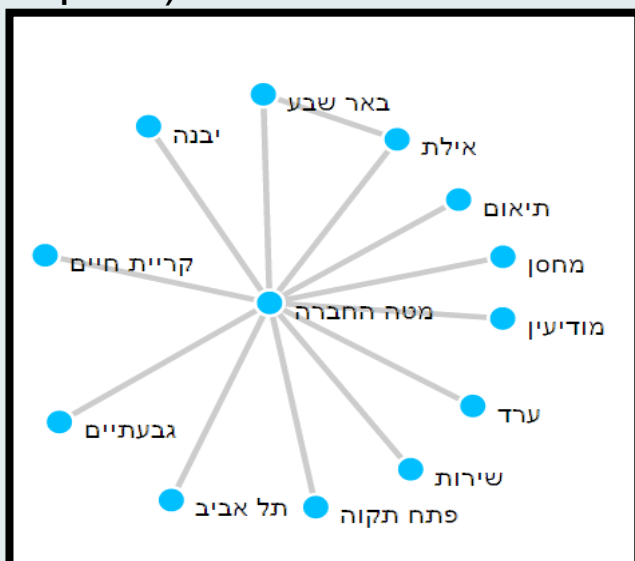 באר שבע
יבנה
אילת
תיאום
קריית חיים
מחסן
מטה החברה
מודיעין
ערד
גבעתיים
שירות
תל אביב
פתח תקוה